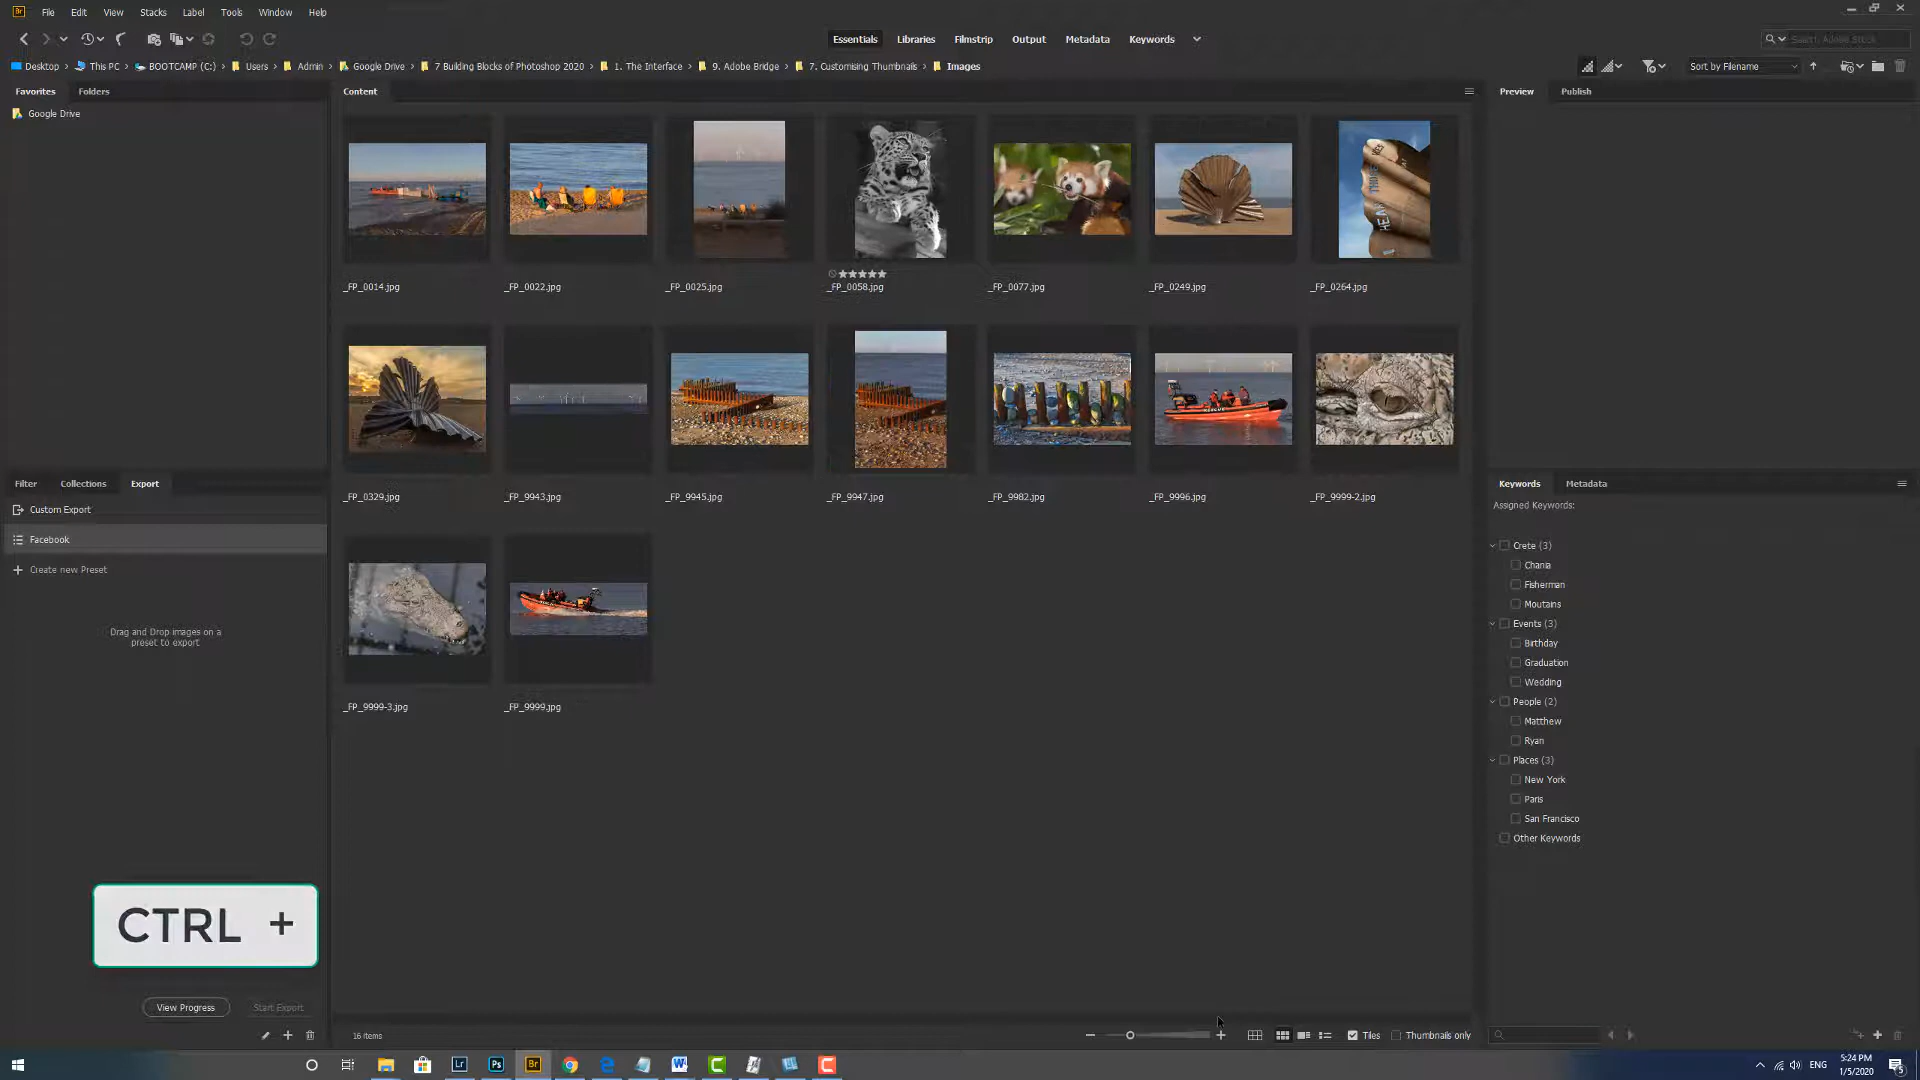 Br File Edit View Stacks Label Tools Window Help
Essentials Libraries Filmstrip Output Metadata Keywords Search Adobe Stock
Desktop This PC BOOTCAMP (C:) Users Admin Google Drive 7 Building Blocks of Photoshop 2020 1. The Interface 9. Adobe Bridge 7. Customising Thumbnails Images Sort by Filename
Favorites Folders Content Preview Publish
Google Drive
_FP_0014.jpg _FP_0022.jpg _FP_0025.jpg _FP_0058.jpg _FP_0077.jpg _FP_0249.jpg _FP_0264.jpg
_FP_0329.jpg _FP_9943.jpg _FP_9945.jpg _FP_9947.jpg _FP_9982.jpg _FP_9996.jpg _FP_9999-2.jpg
_FP_9999-3.jpg _FP_9999.jpg
Filter Collections Export
Custom Export
Facebook
Create new Preset
Drag and Drop images on a
preset to export
CTRL +
View Progress Start Export
16 items
Tiles Thumbnails only
Keywords Metadata
Assigned Keywords:
Crete (3)
Chania
Fisherman
Moutains
Events (3)
Birthday
Graduation
Wedding
People (2)
Matthew
Ryan
Places (3)
New York
Paris
San Francisco
Other Keywords
Lr Ps Br
ENG
5:24 PM
1/5/2020